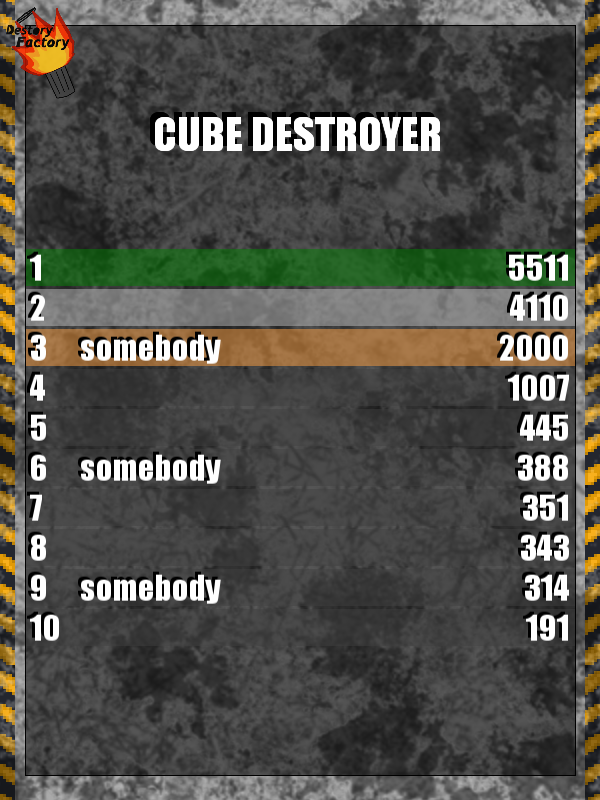 Destory
Factory
CUBE DESTROYER
1 5511
2 4110
3 somebody 2000
4 1007
5 445
6 somebody 388
7 351
8 343
9 somebody 314
10 191